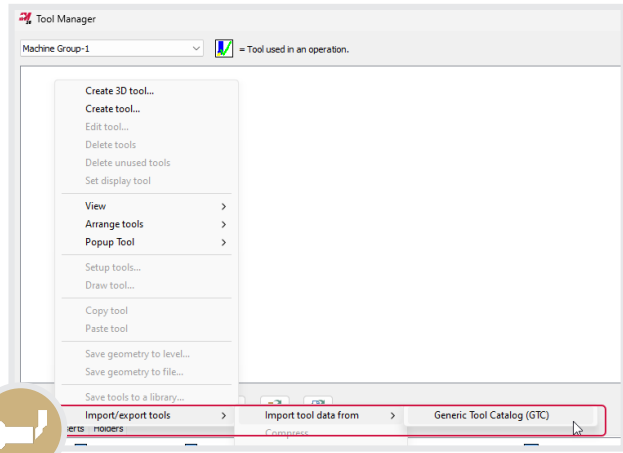 Tool Manager
Machine Group-1
= Tool used in an operation.
Create 3D tool...
Create tool...
Edit tool...
Delete tools
Delete unused tools
Set display tool
View
Arrange tools
Popup Tool
Setup tools...
Draw tool...
Copy tool
Paste tool
Save geometry to level...
Save geometry to file...
Save tools to a library...
Import/export tools Import tool data from Generic Tool Catalog (GTC)
Holders Compress